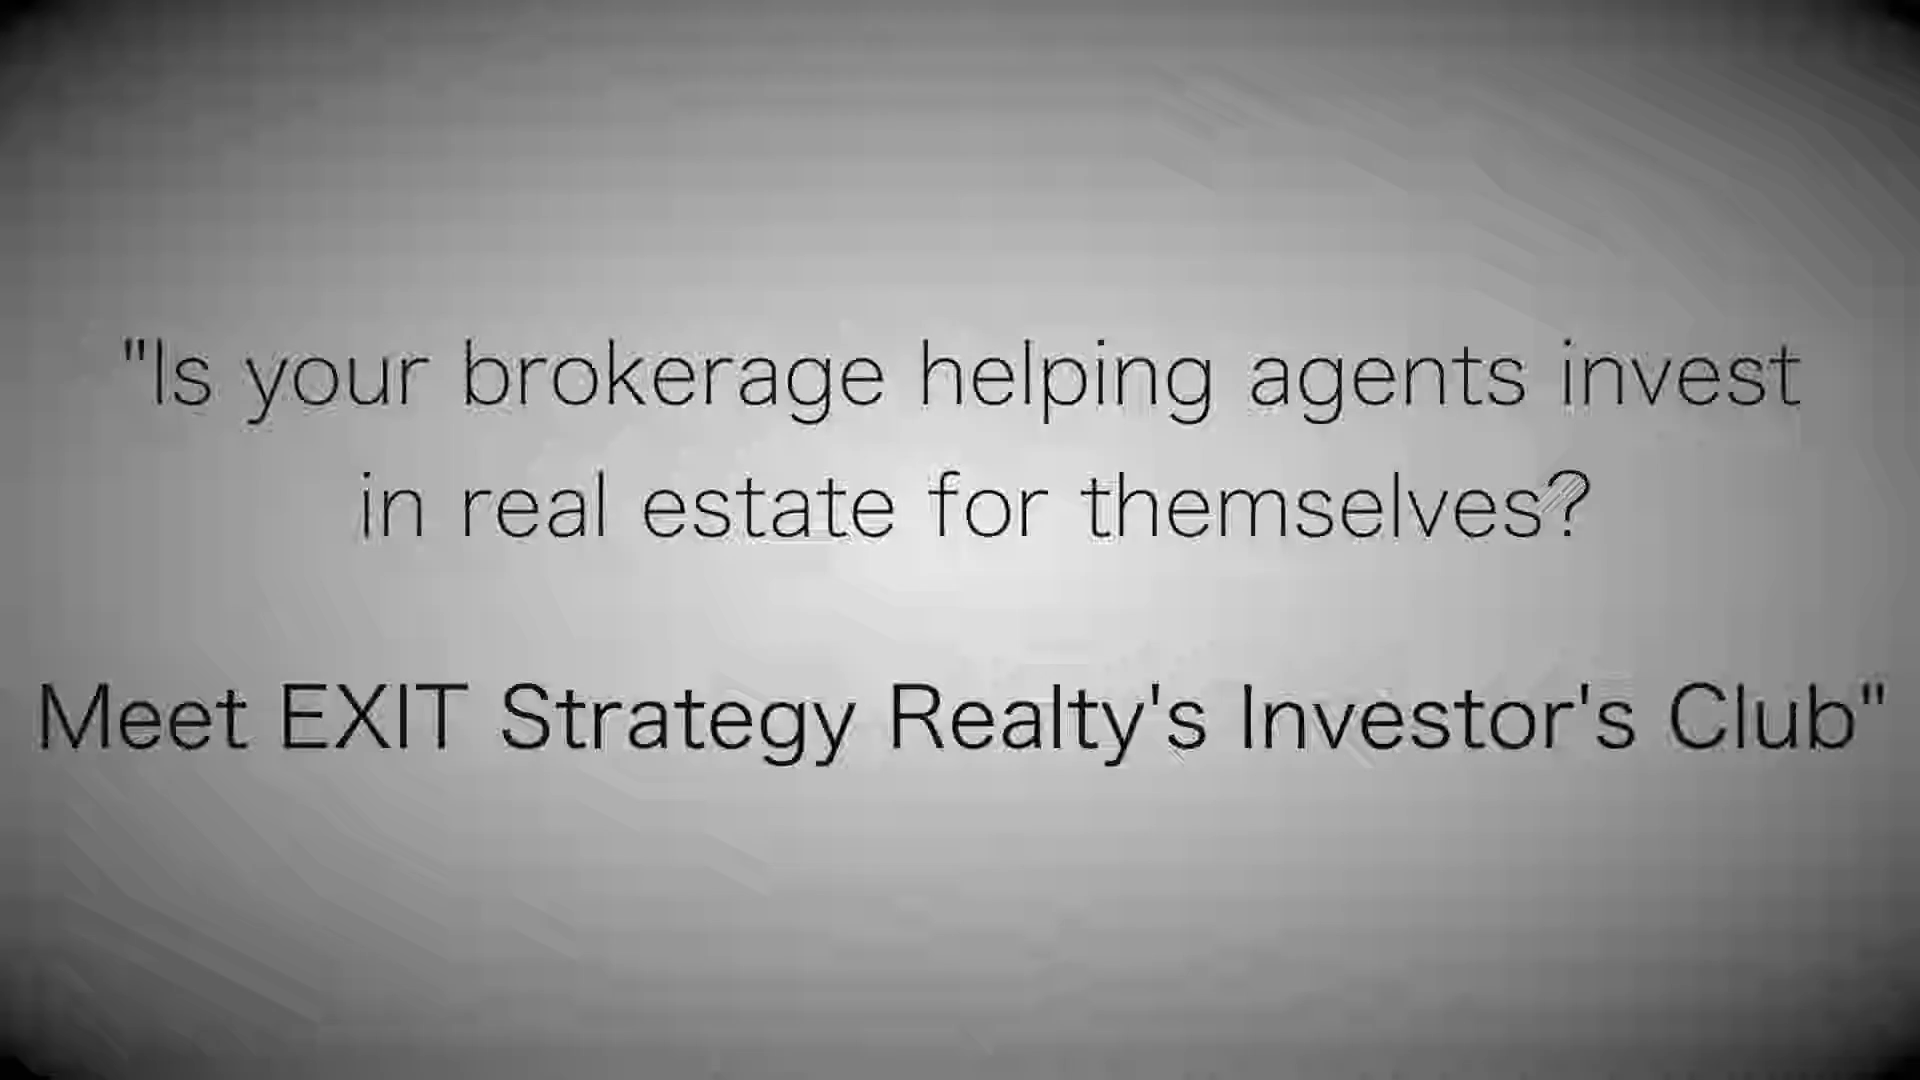 "Is your brokerage helping agents invest
in real estate for themselves?
Meet EXIT Strategy Realty's Investor's Club"